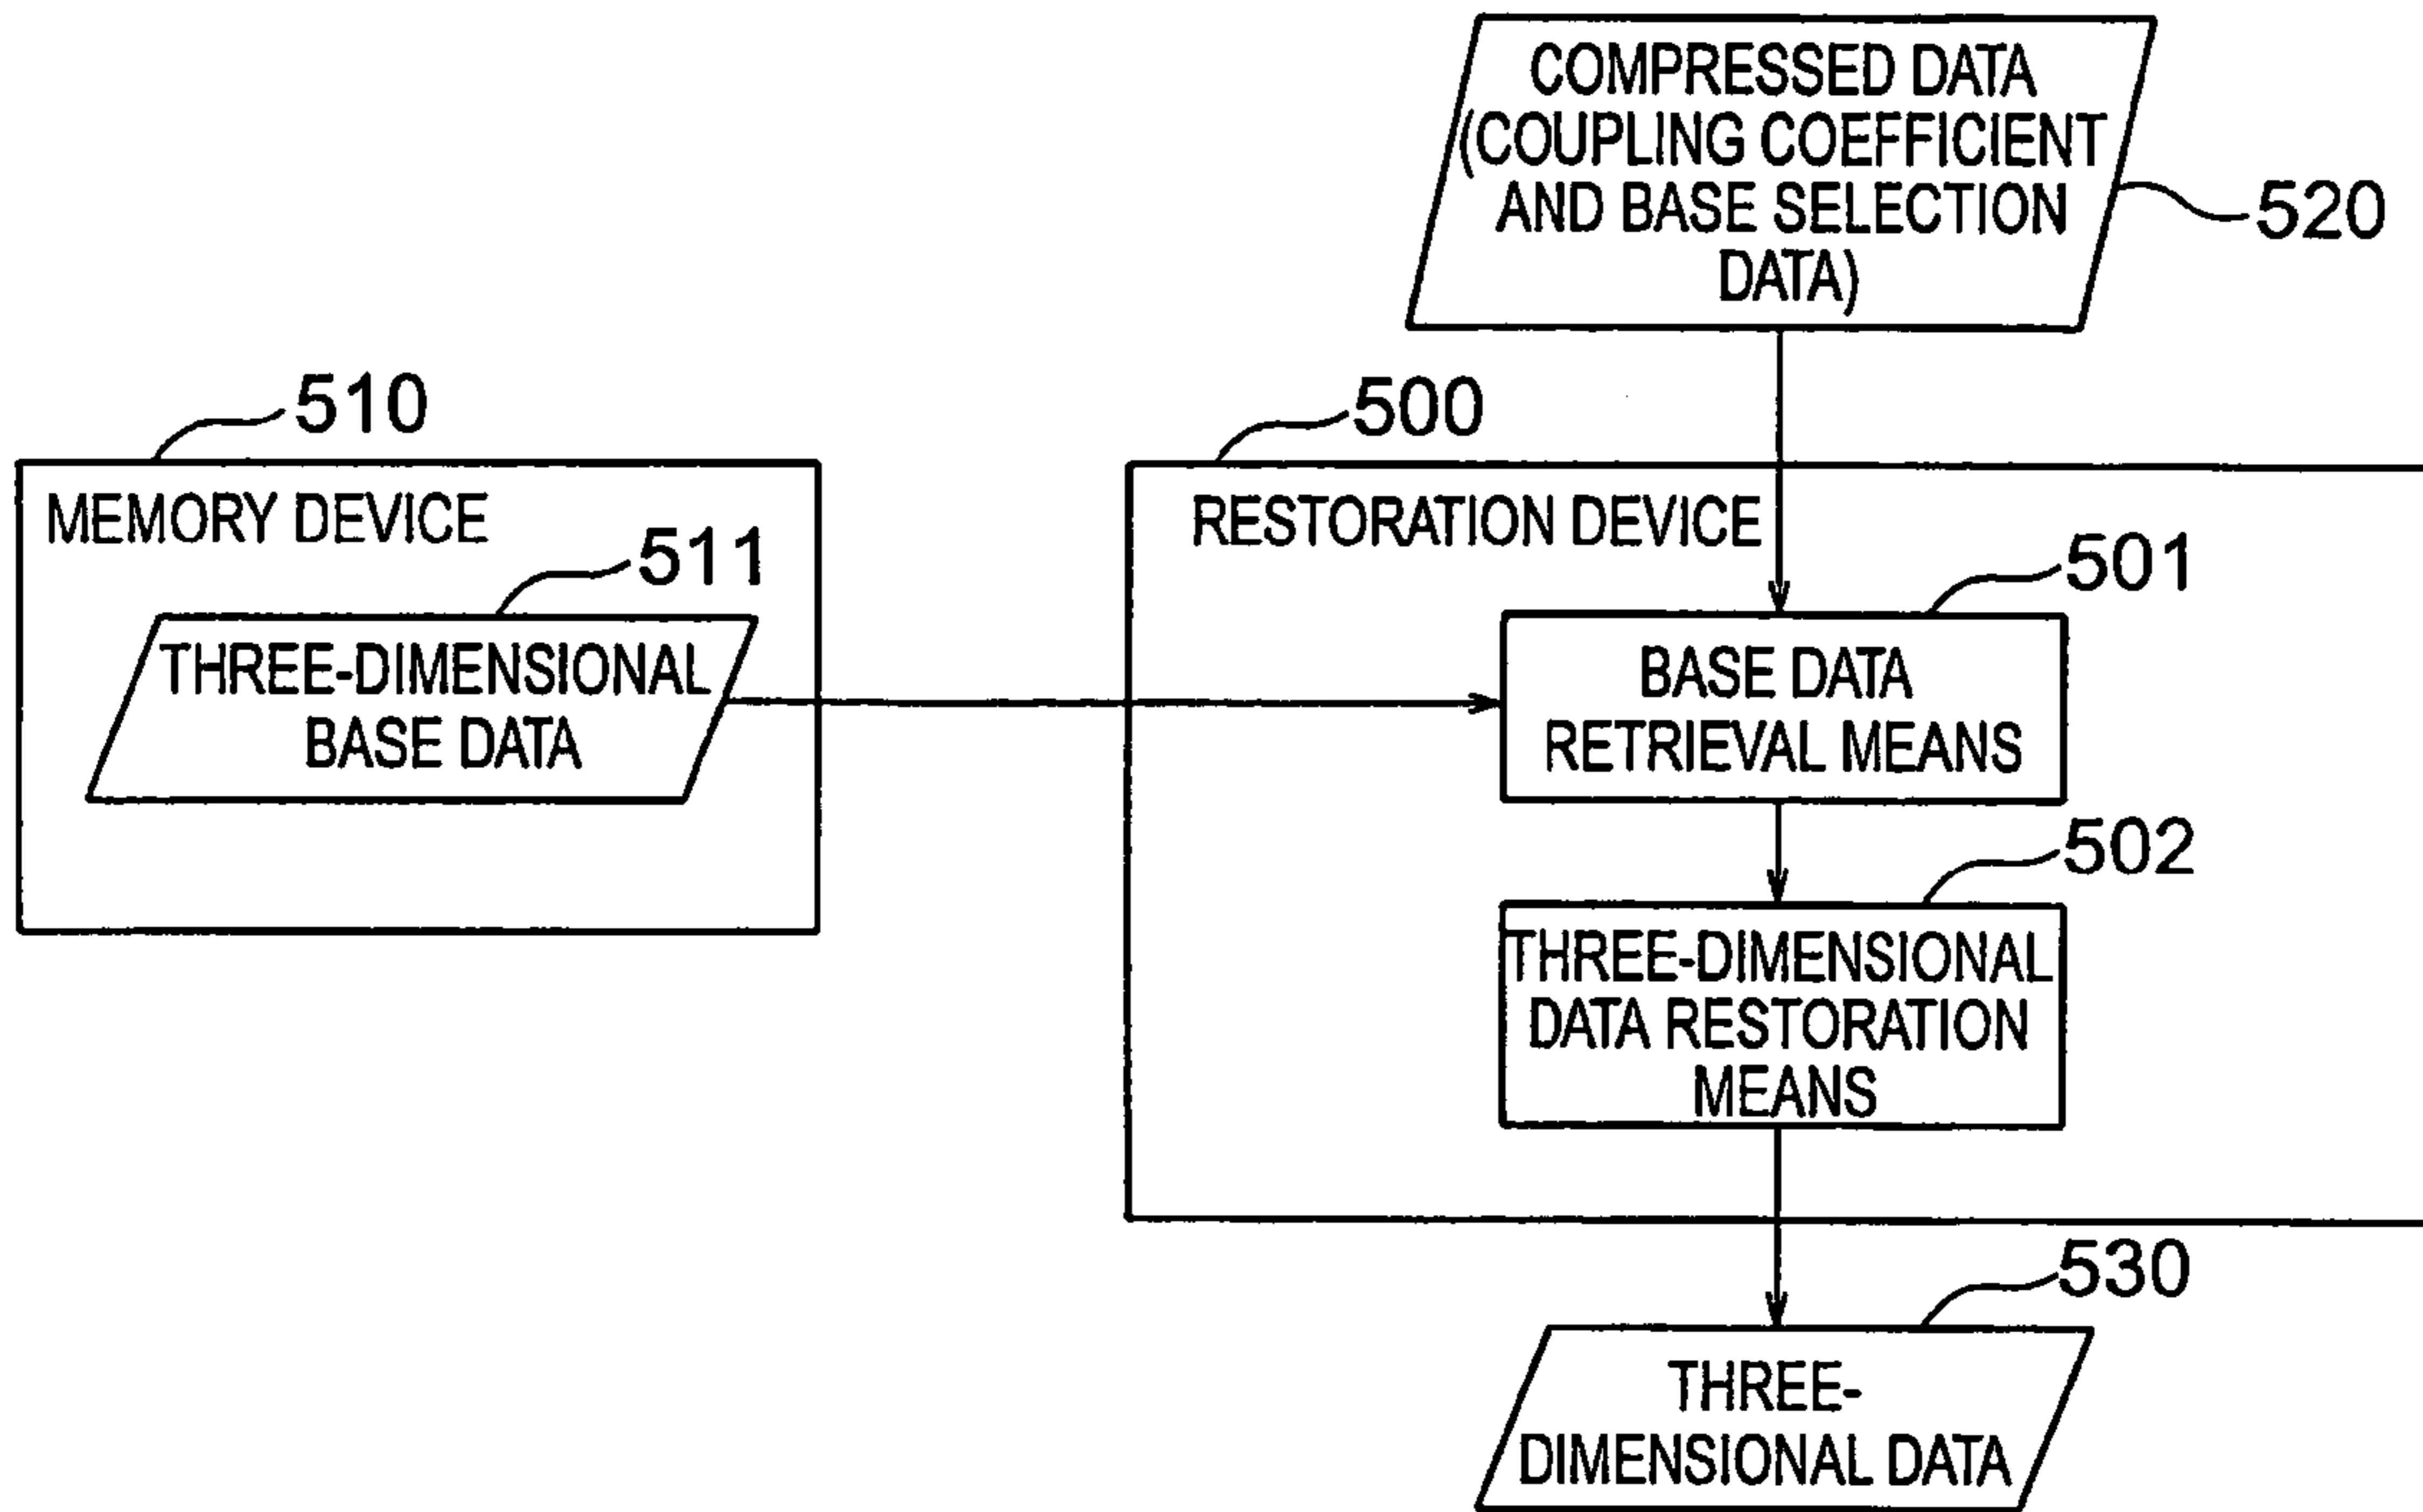 COMPRESSED DATA
(COUPLING COEFFICIENT
AND BASE SELECTION
DATA)
520
510
500
MEMORY DEVICE
RESTORATION DEVICE
511
501
THREE-DIMENSIONAL
BASE DATA
BASE DATA
RETRIEVAL MEANS
502
THREE-DIMENSIONAL
DATA RESTORATION
MEANS
530
THREE-
DIMENSIONAL DATA